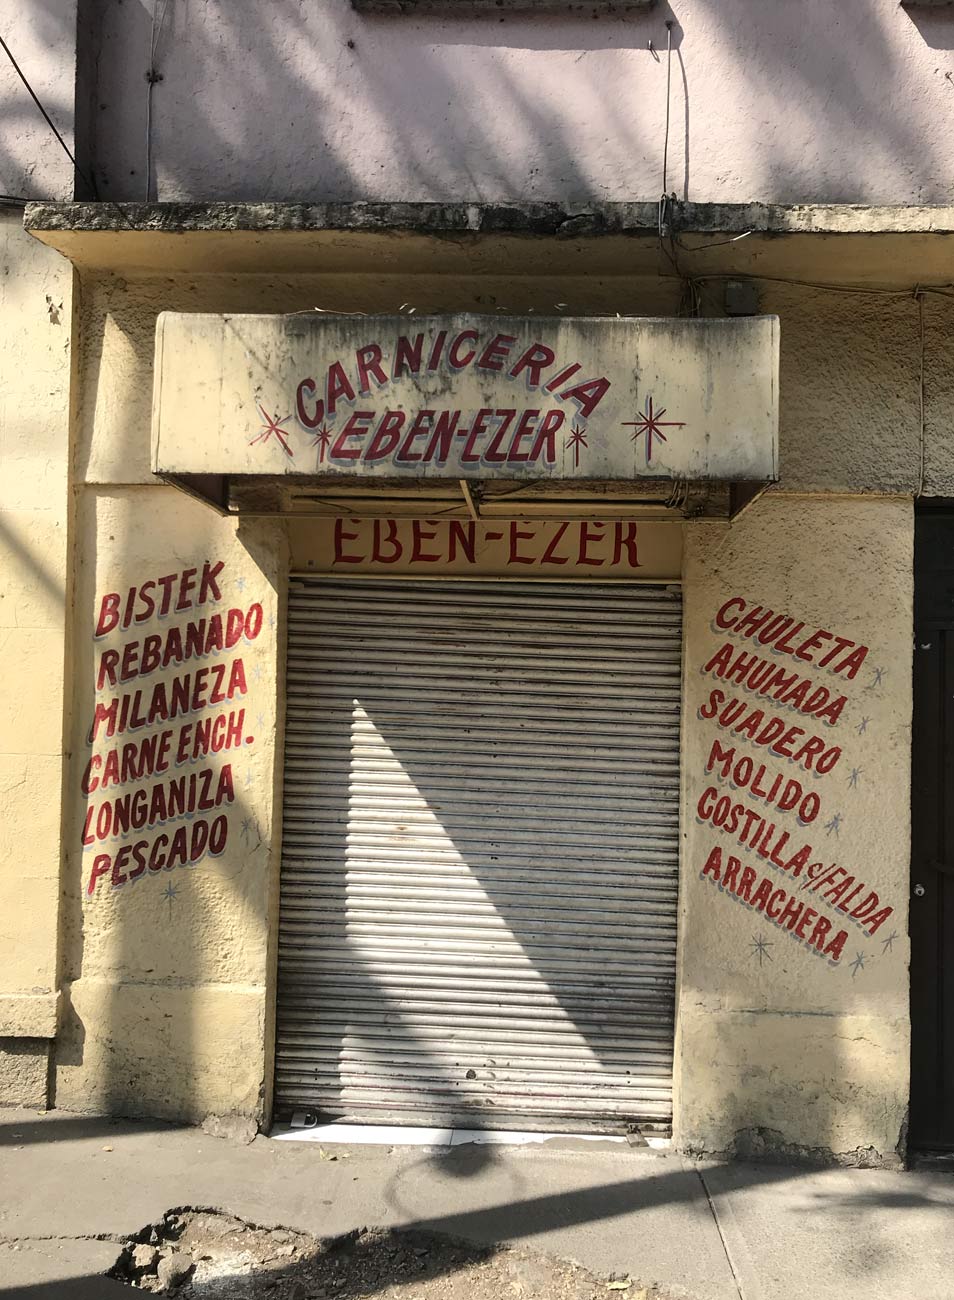 CARNICERIA
EBEN-EZER
EBEN-EZER
BISTEK
REBANADO
MILANEZA
CARNE ENCH.
LONGANIZA
PESCADO
CHULETA
AHUMADA
SUADERO
MOLIDO
COSTILLA c/FALDA
ARRACHERA